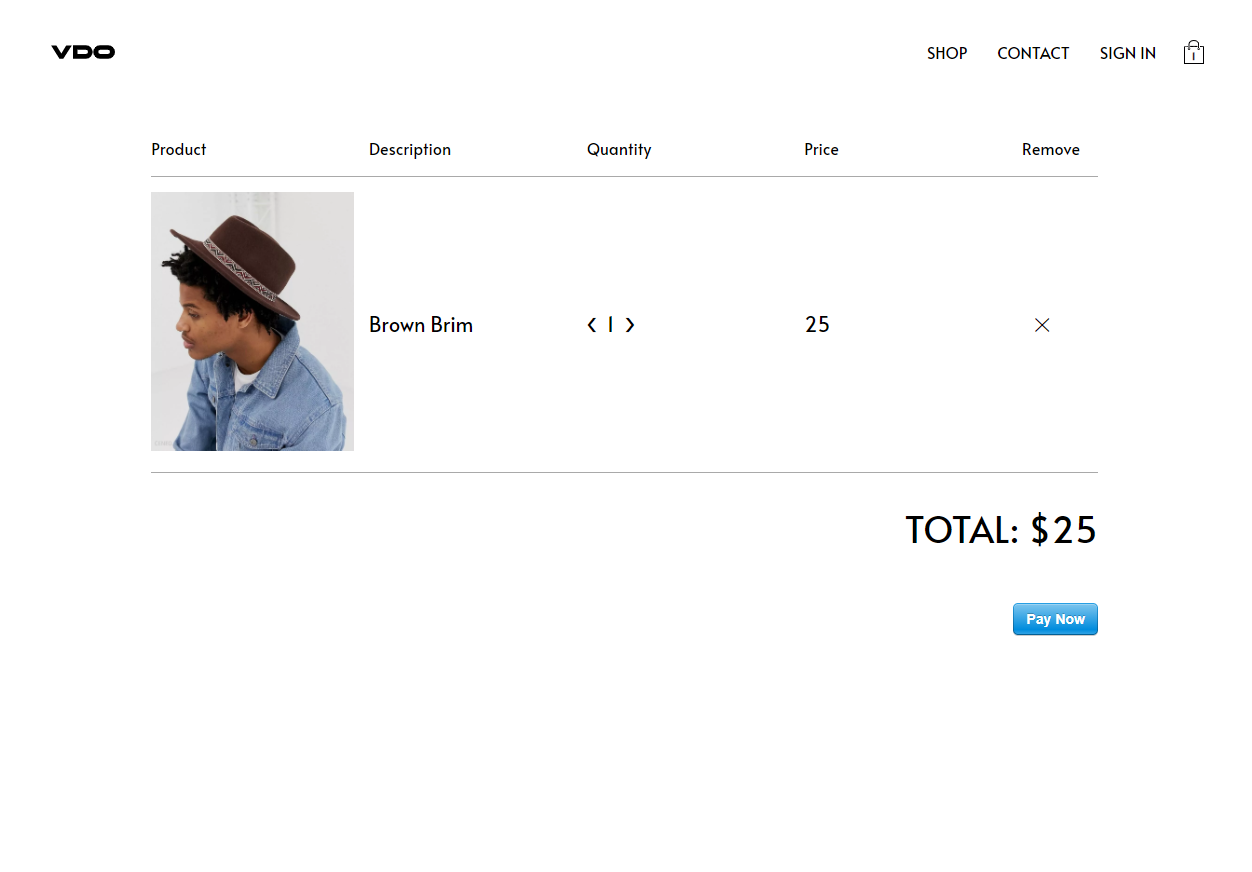 VDO
SHOP CONTACT SIGN IN 1
Product Description Quantity Price Remove
Brown Brim ❮ 1 ❯ 25
TOTAL: $25
Pay Now